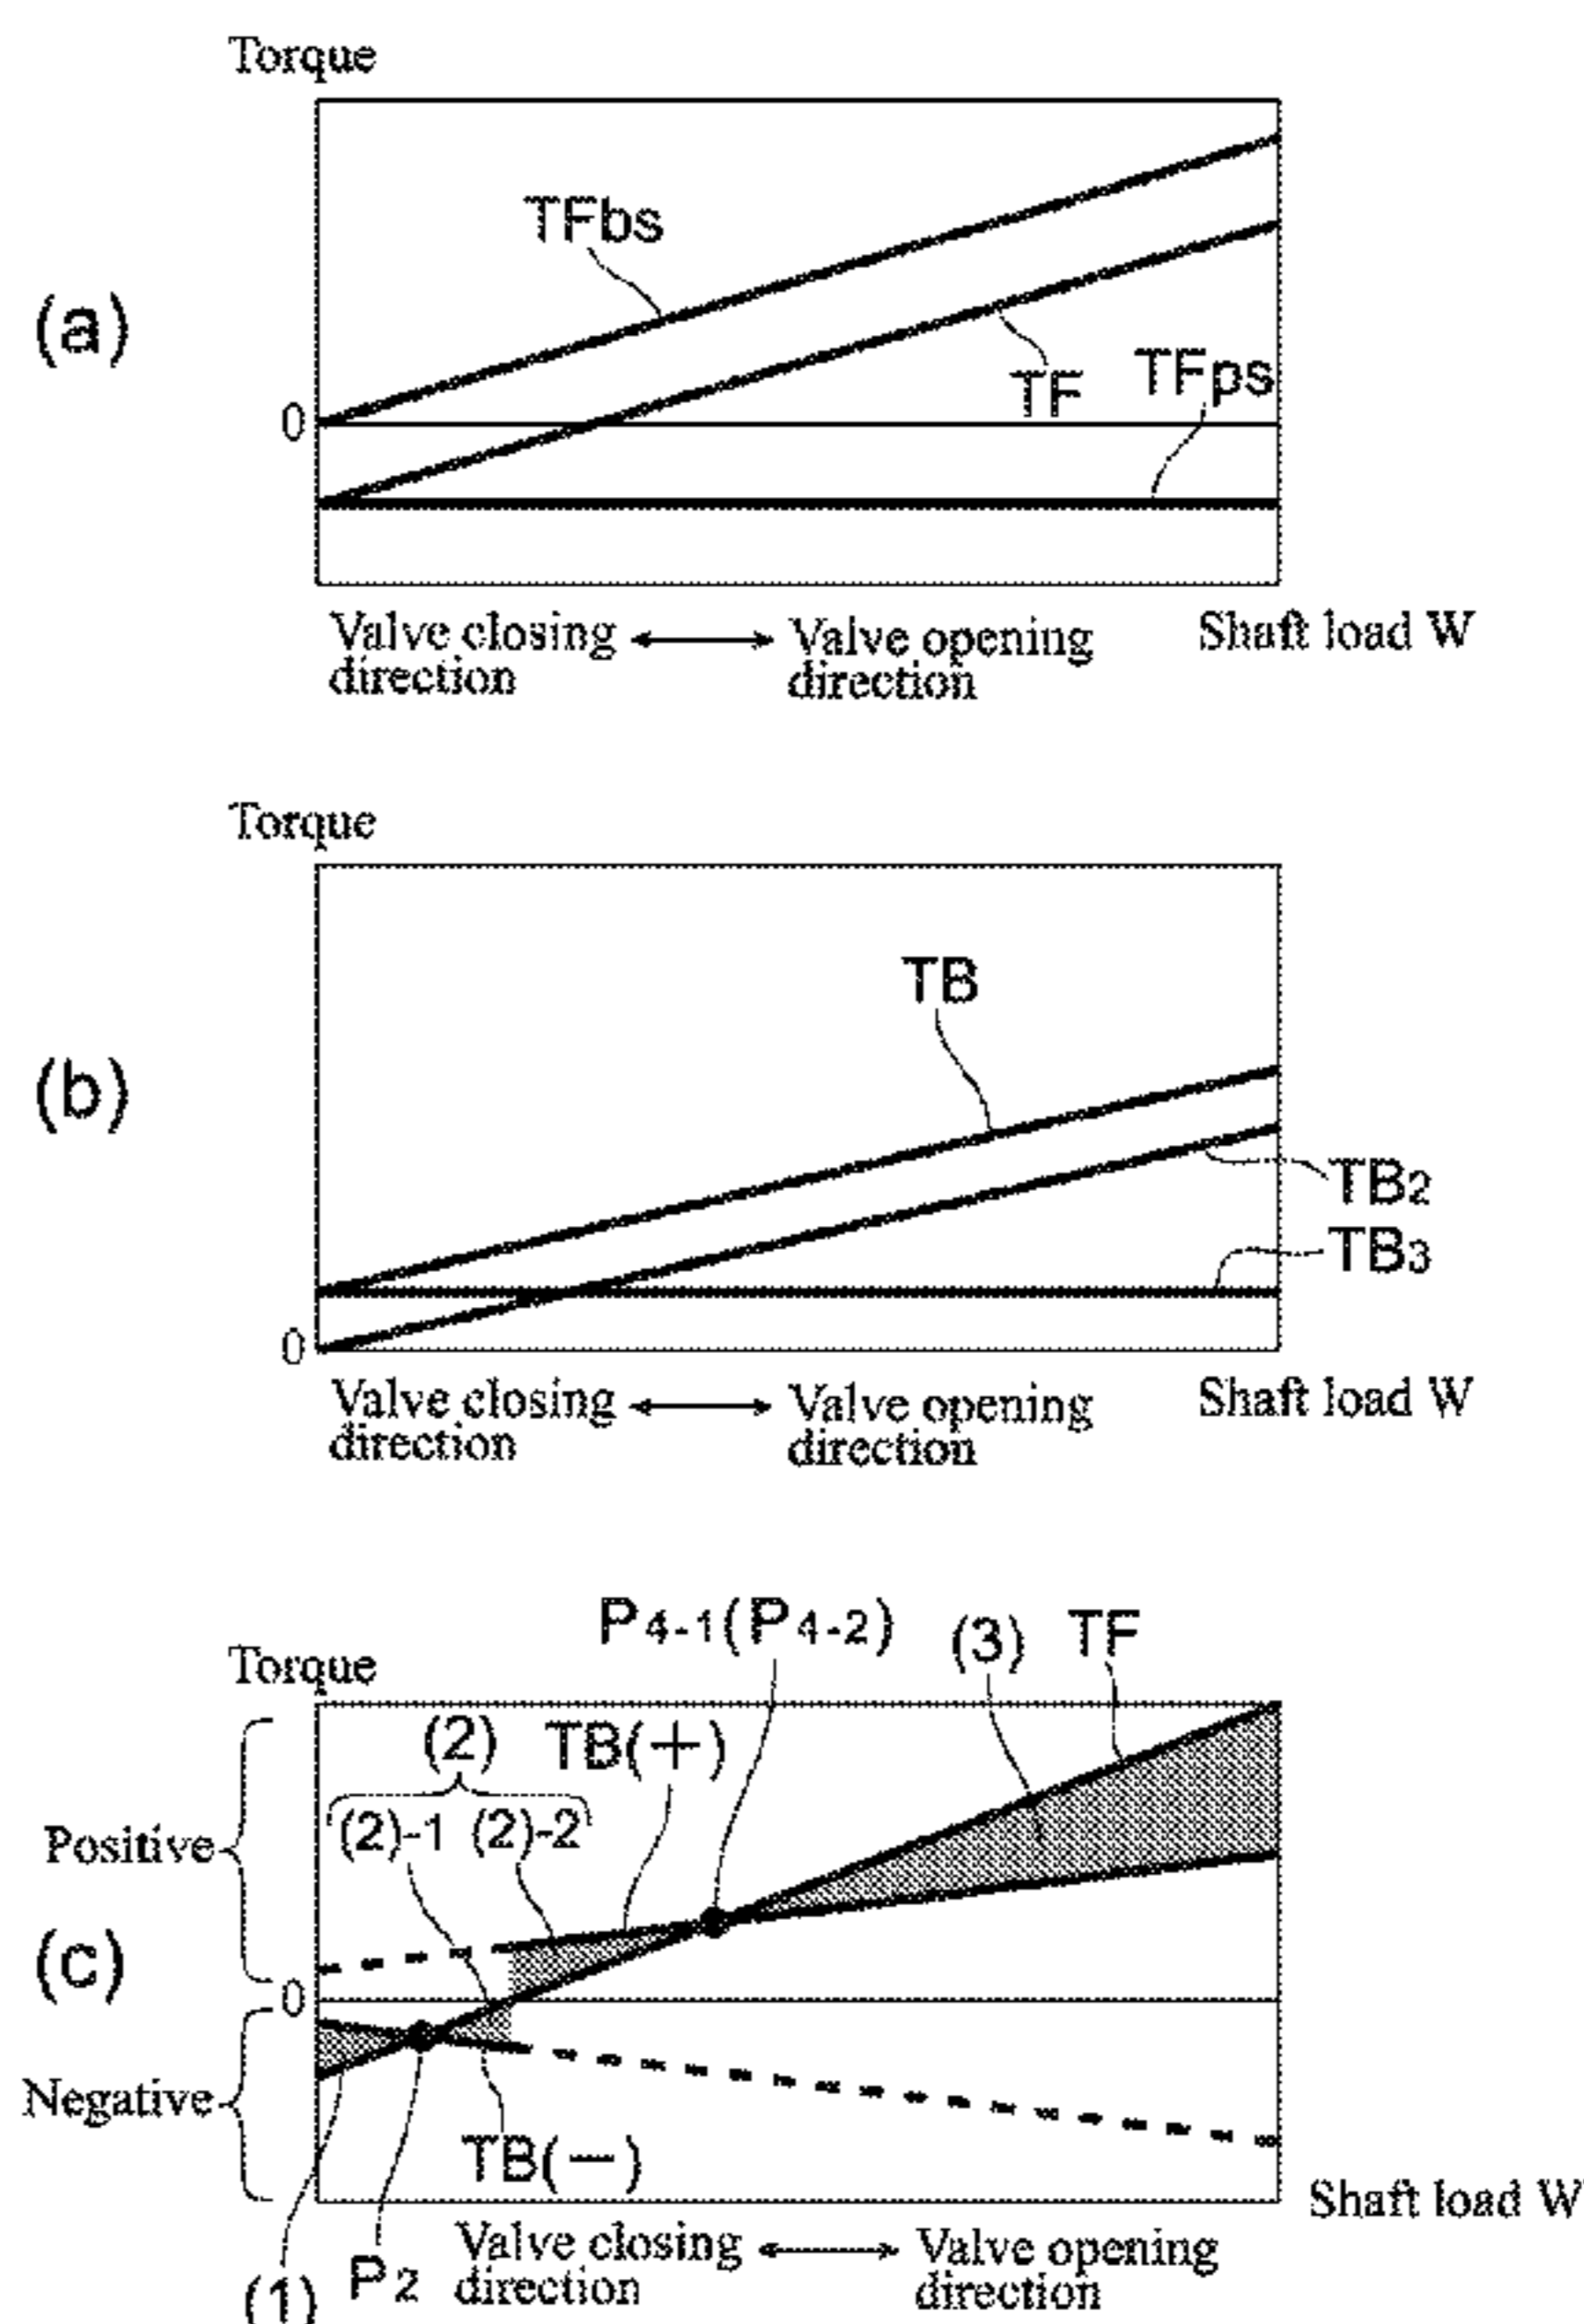 Torque
TFbs
(a)
TF
TFps
0
Valve closing direction
Valve opening direction
Shaft load W
Torque
TB
(b)
TB2
TB3
0
Valve closing direction
Valve opening direction
Shaft load W
P4-1(P4-2)
(3)
TF
Torque
(2)
TB(+)
(2)-1
(2)-2
Positive
(c)
0
Negative
TB(−)
Shaft load W
(1)
P2
Valve closing direction
Valve opening direction